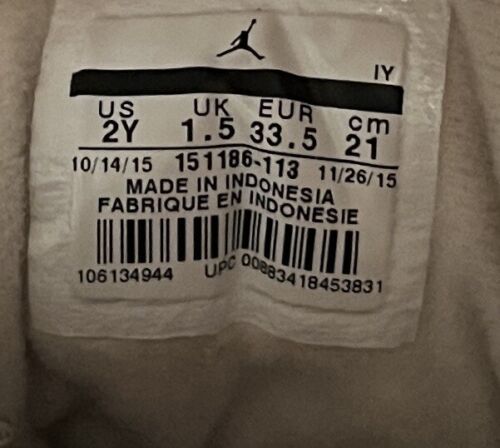 IY
US UK EUR cm
2Y 1.5 33.5 21
10/14/15 151186-113 11/26/15
MADE IN INDONESIA
FABRIQUE EN INDONESIE
106134944 UPC 00883418453831